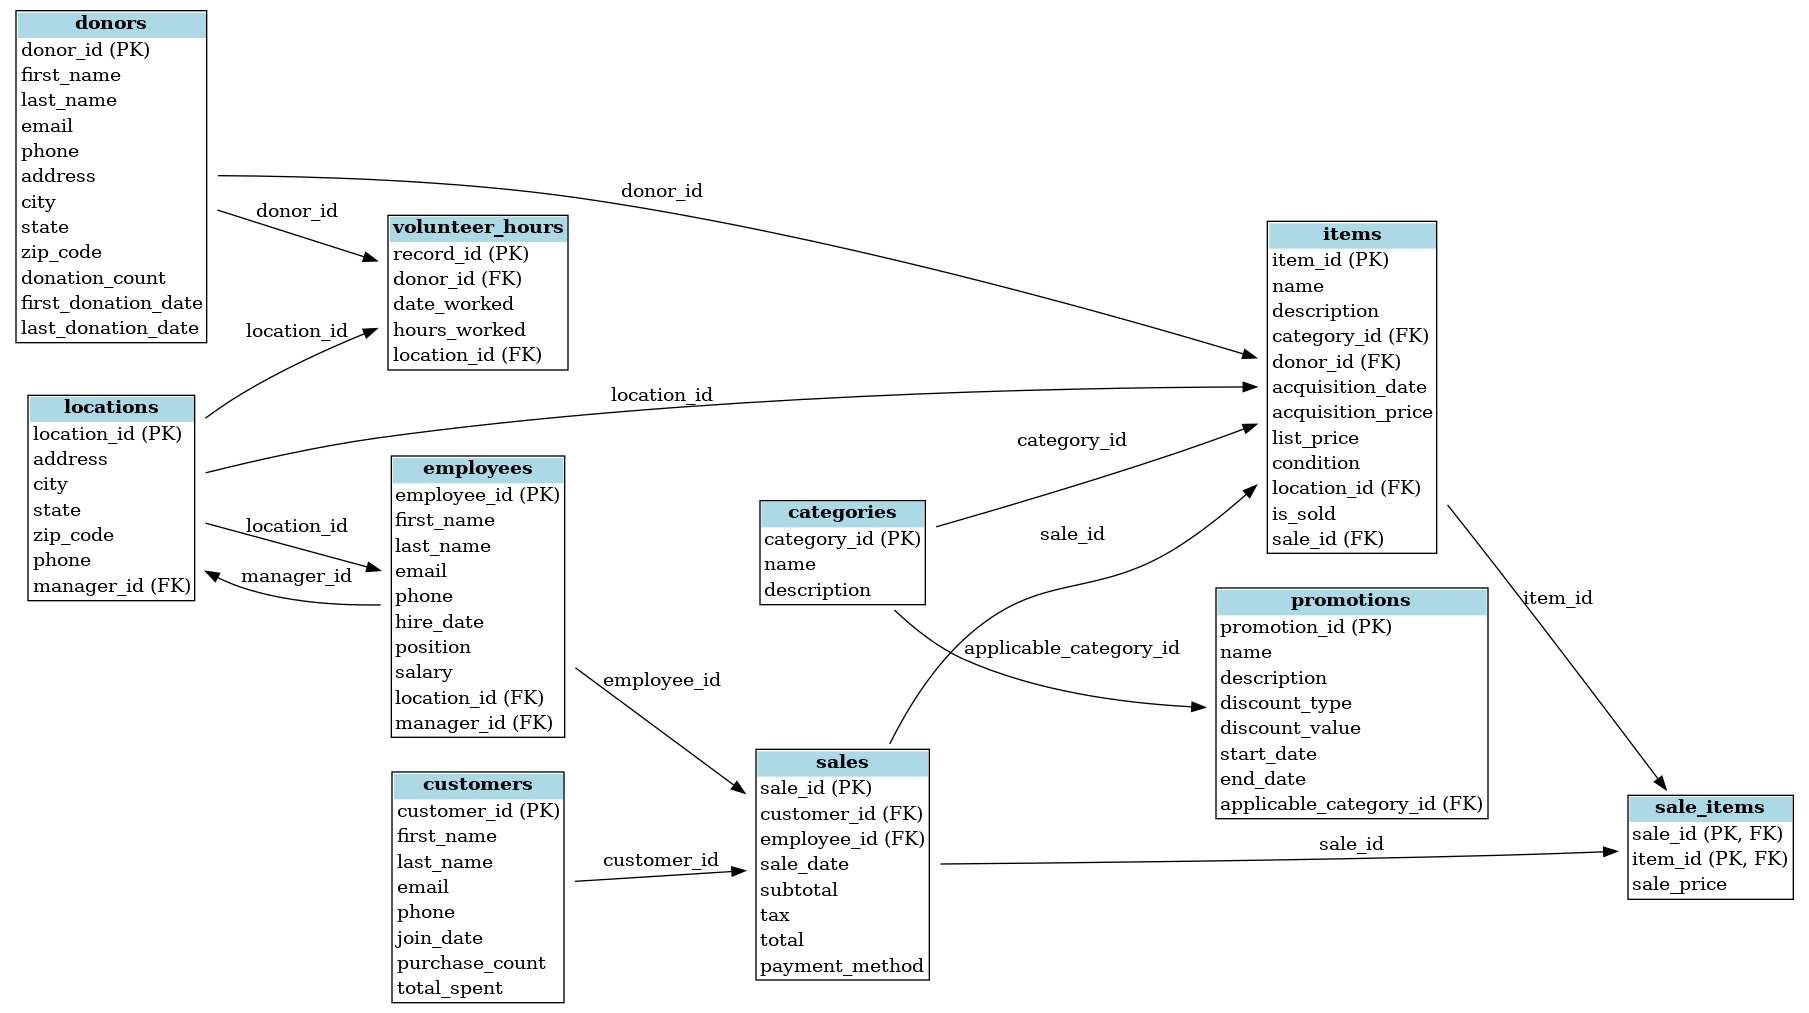 donors
donor_id (PK)
first_name
last_name
email
phone
address
city
state
zip_code
donation_count
first_donation_date
last_donation_date
donor_id
donor_id
volunteer_hours
record_id (PK)
donor_id (FK)
date_worked
hours_worked
location_id (FK)
items
item_id (PK)
name
description
category_id (FK)
donor_id (FK)
acquisition_date
acquisition_price
list_price
condition
location_id (FK)
is_sold
sale_id (FK)
location_id
location_id
locations
location_id (PK)
address
city
state
zip_code
phone
manager_id (FK)
location_id
manager_id
employees
employee_id (PK)
first_name
last_name
email
phone
hire_date
position
salary
location_id (FK)
manager_id (FK)
category_id
categories
category_id (PK)
name
description
sale_id
applicable_category_id
promotions
promotion_id (PK)
name
description
discount_type
discount_value
start_date
end_date
applicable_category_id (FK)
item_id
employee_id
customers
customer_id (PK)
first_name
last_name
email
phone
join_date
purchase_count
total_spent
customer_id
sales
sale_id (PK)
customer_id (FK)
employee_id (FK)
sale_date
subtotal
tax
total
payment_method
sale_id
sale_items
sale_id (PK, FK)
item_id (PK, FK)
sale_price